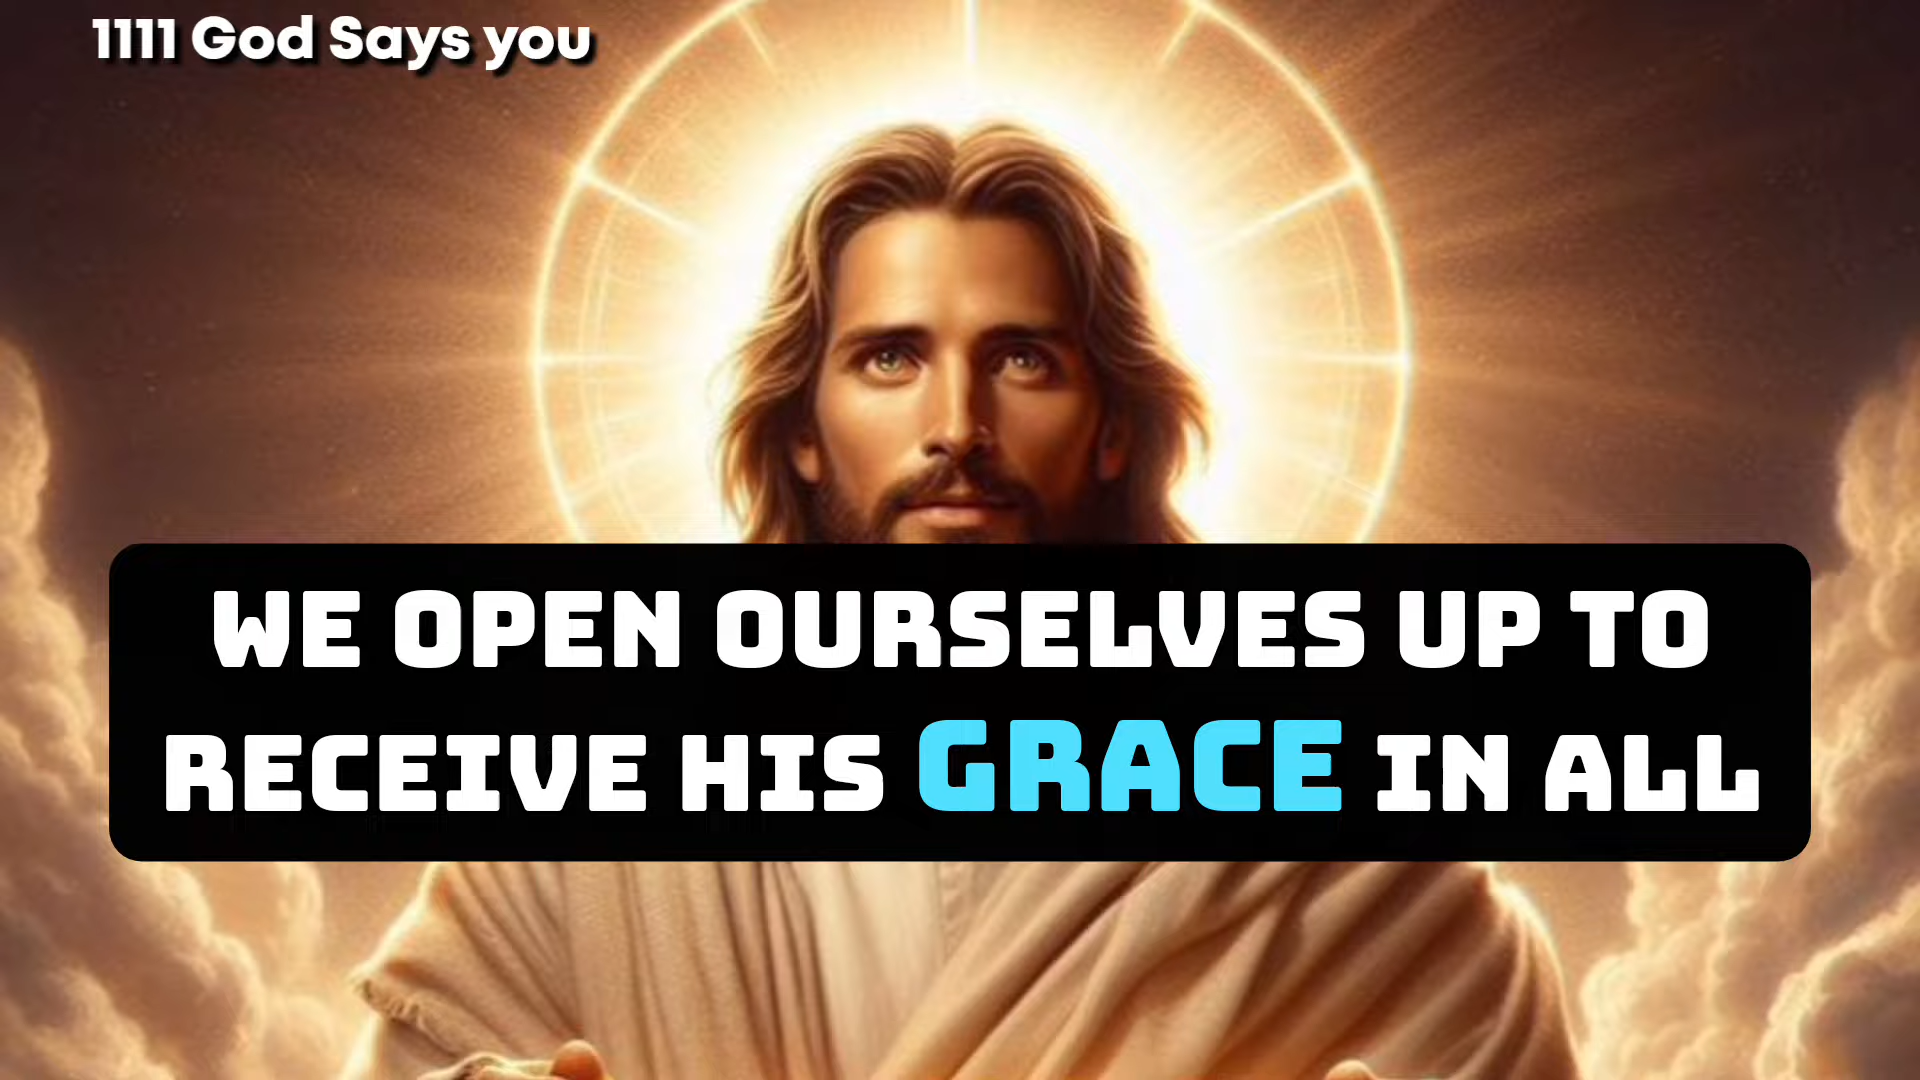 1111 God Says you
WE OPEN OURSELVES UP TO
RECEIVE HIS GRACE IN ALL